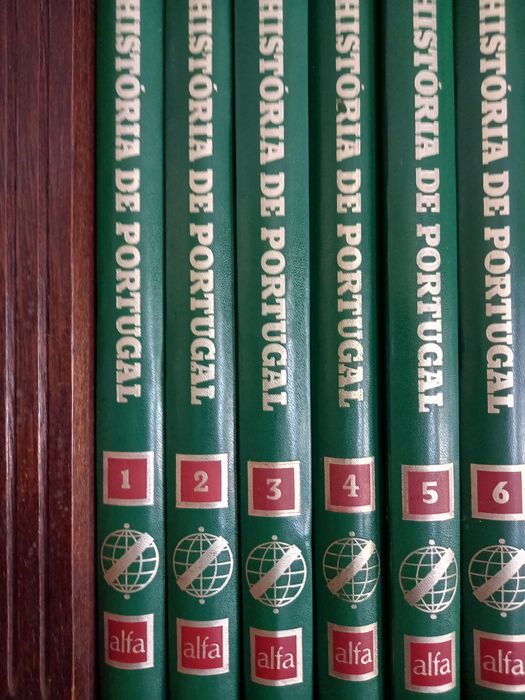 HISTÓRIA DE PORTUGAL
1
alfa
HISTÓRIA DE PORTUGAL
2
alfa
HISTÓRIA DE PORTUGAL
3
alfa
HISTÓRIA DE PORTUGAL
4
alfa
HISTÓRIA DE PORTUGAL
5
alfa
HISTÓRIA DE PORTUGAL
6
alfa